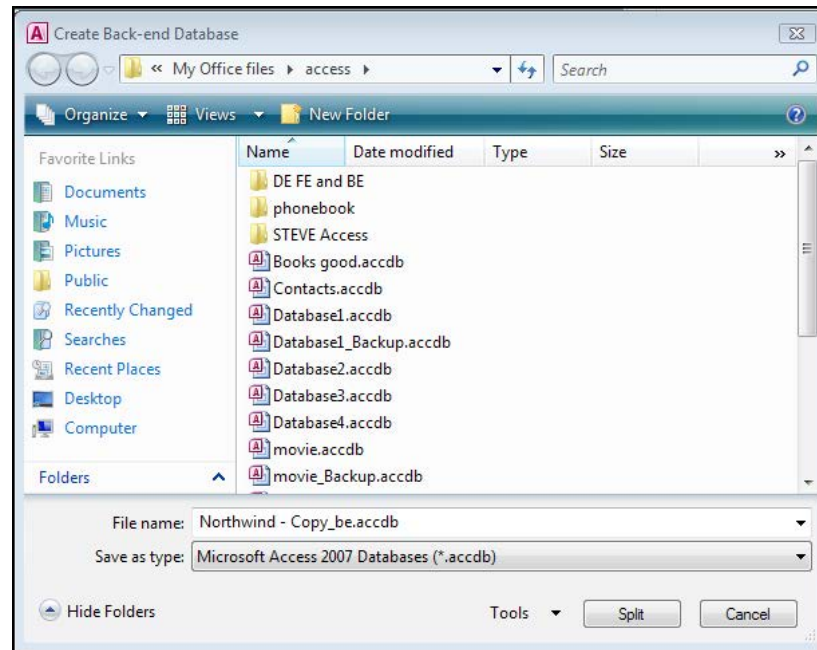 Create Back-end Database
« My Office files access Search
Organize Views New Folder
Favorite Links
Documents
Music
Pictures
Public
Recently Changed
Searches
Recent Places
Desktop
Computer
Folders
Name Date modified Type Size »
DE FE and BE
phonebook
STEVE Access
Books good.accdb
Contacts.accdb
Database1.accdb
Database1_Backup.accdb
Database2.accdb
Database3.accdb
Database4.accdb
movie.accdb
movie_Backup.accdb
File name: Northwind - Copy_be.accdb
Save as type: Microsoft Access 2007 Databases (*.accdb)
Hide Folders Tools Split Cancel